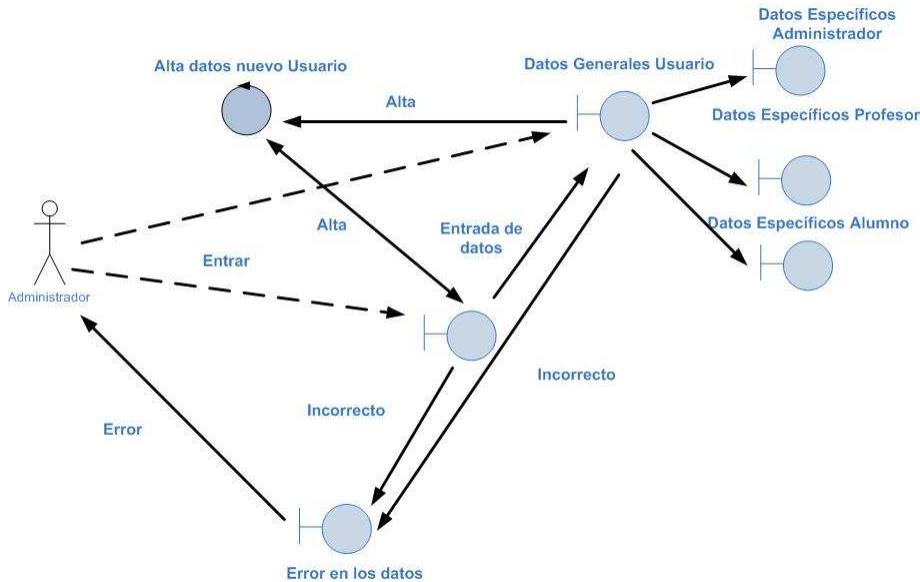 Datos Específicos
Administrador
Alta datos nuevo Usuario
Datos Generales Usuario
Alta
Datos Específicos Profesor
Alta
Entrada de
datos
Datos Específicos Alumno
Entrar
Administrador
Incorrecto
Incorrecto
Error
Error en los datos